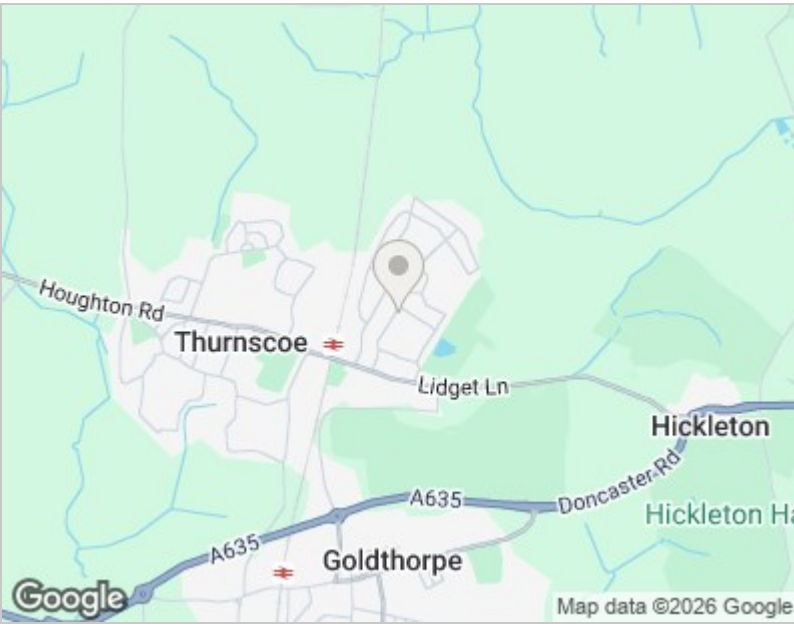 Houghton Rd
Thurnscoe
Lidget Ln
Hickleton
A635
Doncaster Rd
Hickleton Ha
A635
Goldthorpe
Google
Map data ©2026 Google